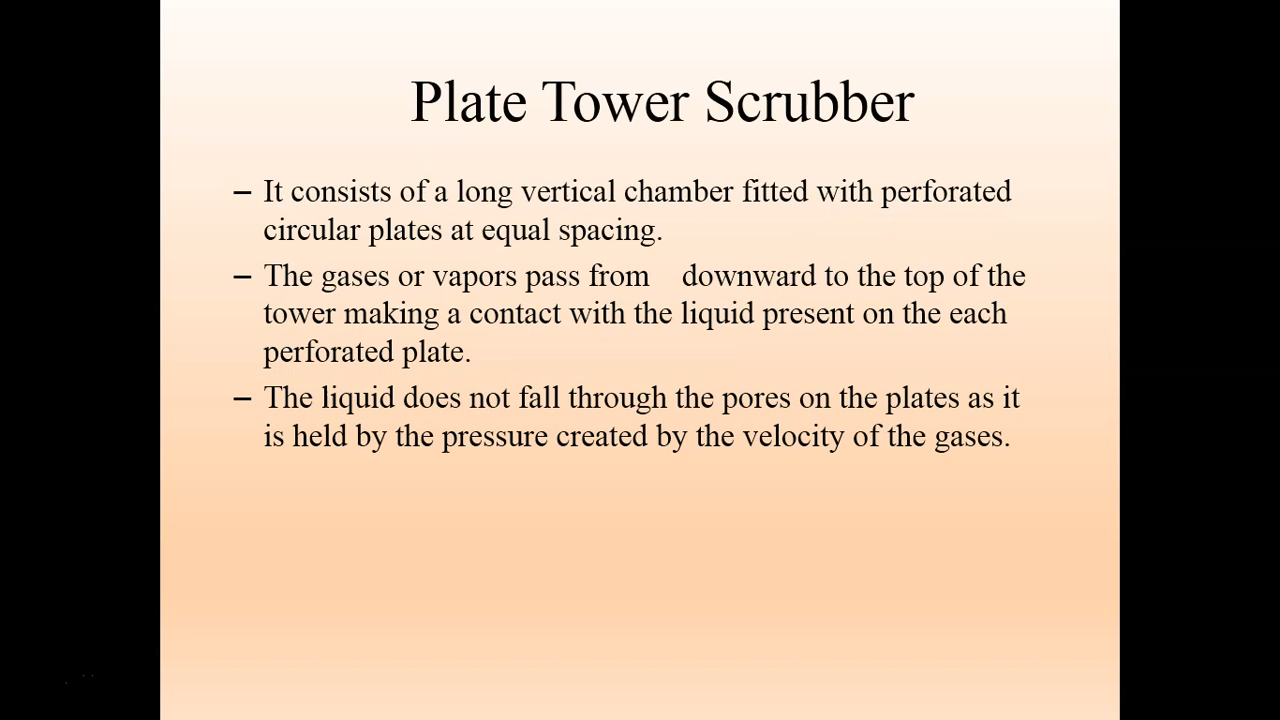 Plate Tower Scrubber
– It consists of a long vertical chamber fitted with perforated
circular plates at equal spacing.
– The gases or vapors pass from downward to the top of the
tower making a contact with the liquid present on the each
perforated plate.
– The liquid does not fall through the pores on the plates as it
is held by the pressure created by the velocity of the gases.